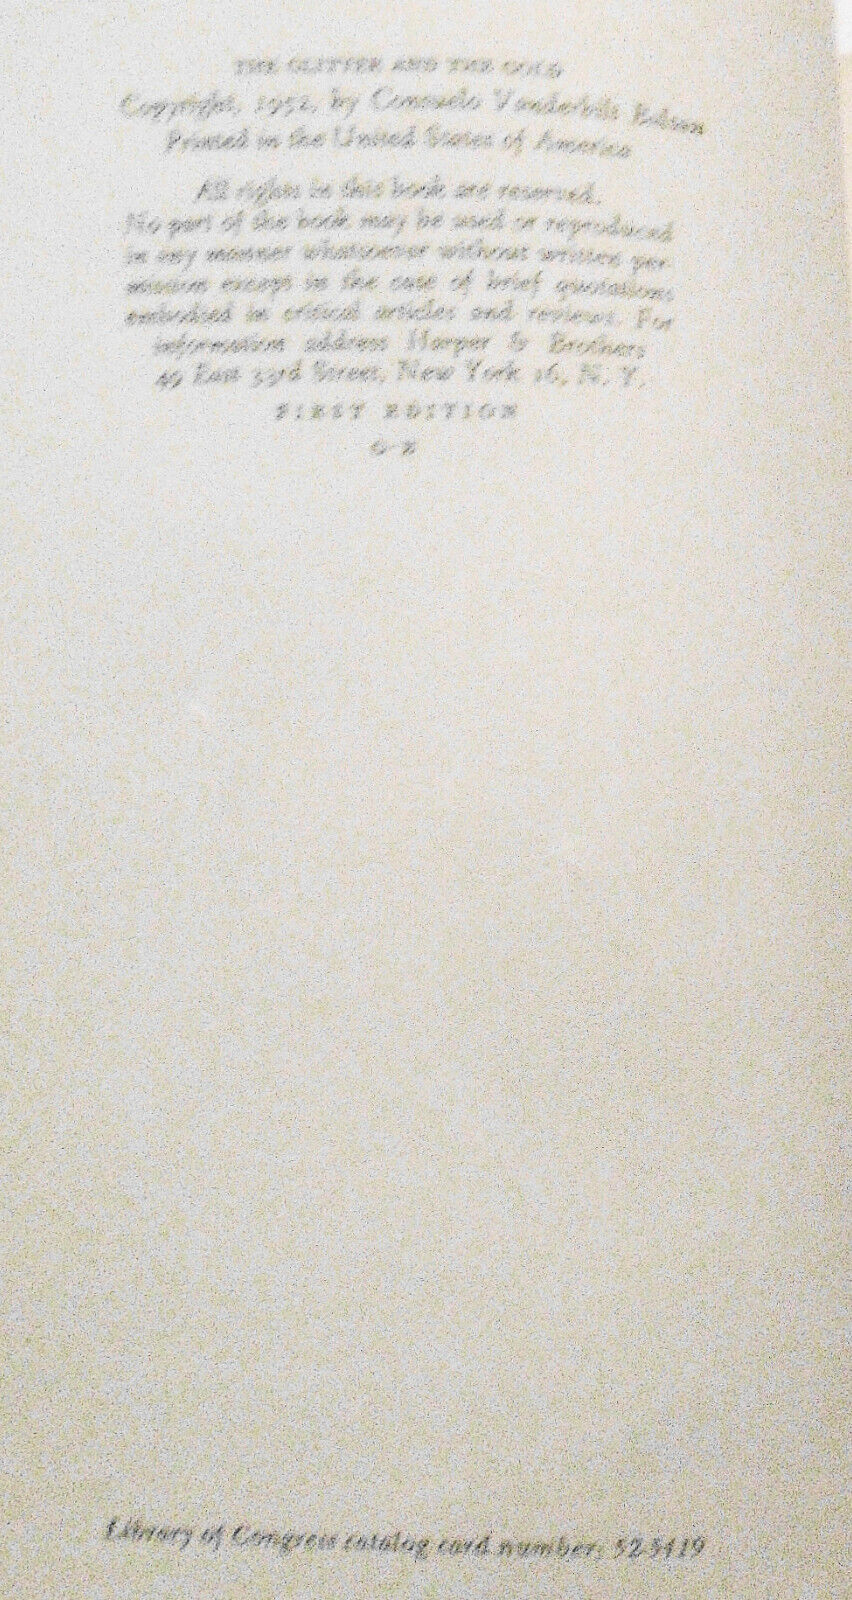 THE GLITTER AND THE GOLD
Copyright, 1952, by Consuelo Vanderbilt Balsan
Printed in the United States of America
All rights in this book are reserved.
No part of the book may be used or reproduced
in any manner whatsoever without written per-
mission except in the case of brief quotations
embodied in critical articles and reviews. For
information address Harper & Brothers
49 East 33rd Street, New York 16, N. Y.
FIRST EDITION
Library of Congress catalog card number: